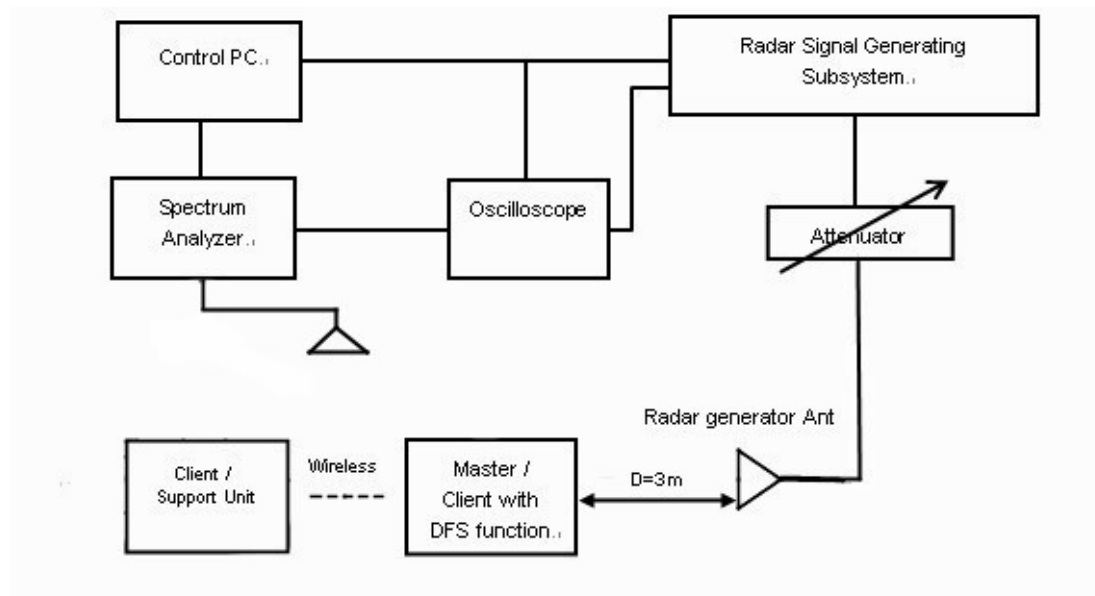 Control PC.
Radar Signal Generating
Subsystem.
Spectrum
Analyzer.
Oscilloscope
Attenuator
Radar generator Ant
Client /
Support Unit
Wireless
Master /
Client with
DFS function.
D=3m